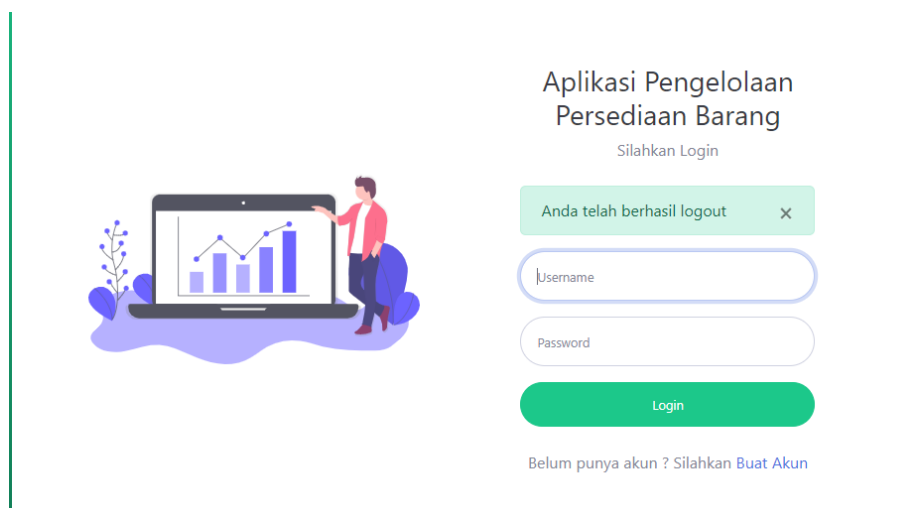 Aplikasi Pengelolaan
Persediaan Barang
Silahkan Login
Anda telah berhasil logout ×
Username
Password
Login
Belum punya akun ? Silahkan Buat Akun